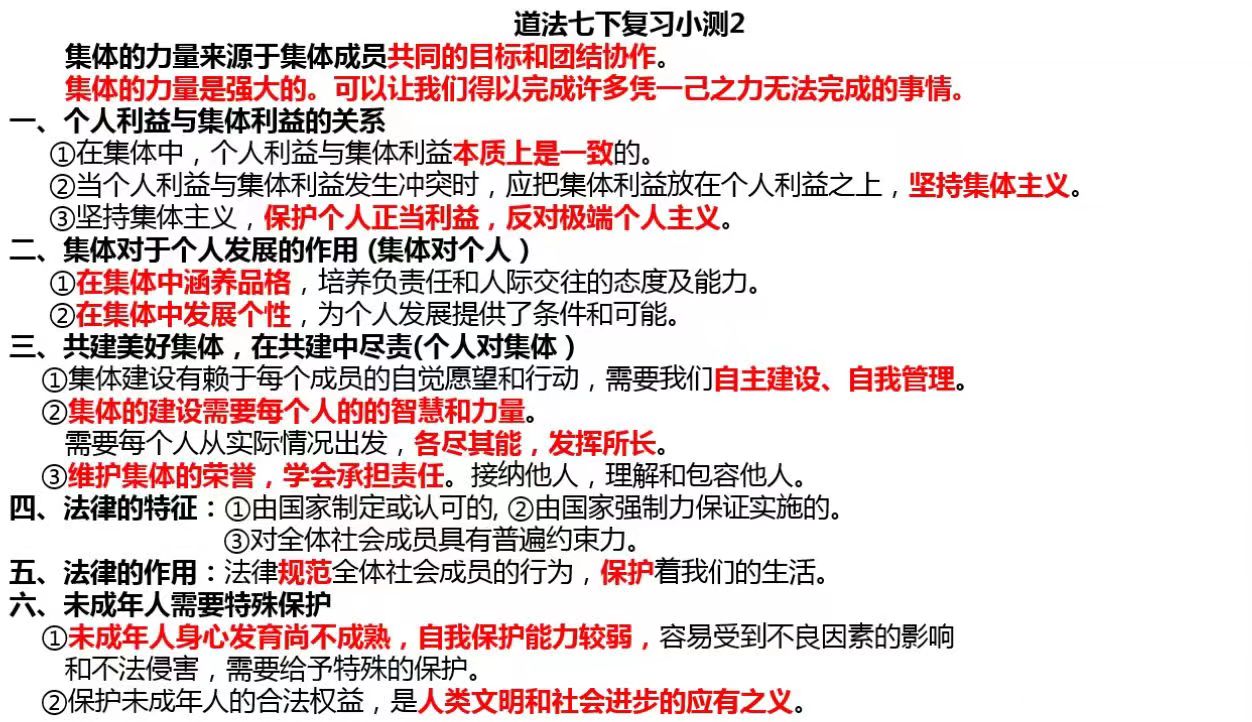 道法七下复习小测2
集体的力量来源于集体成员共同的目标和团结协作。
集体的力量是强大的。可以让我们得以完成许多凭一己之力无法完成的事情。
一、个人利益与集体利益的关系
①在集体中，个人利益与集体利益本质上是一致的。
②当个人利益与集体利益发生冲突时，应把集体利益放在个人利益之上，坚持集体主义。
③坚持集体主义，保护个人正当利益，反对极端个人主义。
二、集体对于个人发展的作用 (集体对个人）
①在集体中涵养品格，培养负责任和人际交往的态度及能力。
②在集体中发展个性，为个人发展提供了条件和可能。
三、共建美好集体，在共建中尽责(个人对集体）
①集体建设有赖于每个成员的自觉愿望和行动，需要我们自主建设、自我管理。
②集体的建设需要每个人的的智慧和力量。
需要每个人从实际情况出发，各尽其能，发挥所长。
③维护集体的荣誉，学会承担责任。接纳他人，理解和包容他人。
四、法律的特征：①由国家制定或认可的, ②由国家强制力保证实施的。
③对全体社会成员具有普遍约束力。
五、法律的作用：法律规范全体社会成员的行为，保护着我们的生活。
六、未成年人需要特殊保护
①未成年人身心发育尚不成熟，自我保护能力较弱，容易受到不良因素的影响
和不法侵害，需要给予特殊的保护。
②保护未成年人的合法权益，是人类文明和社会进步的应有之义。